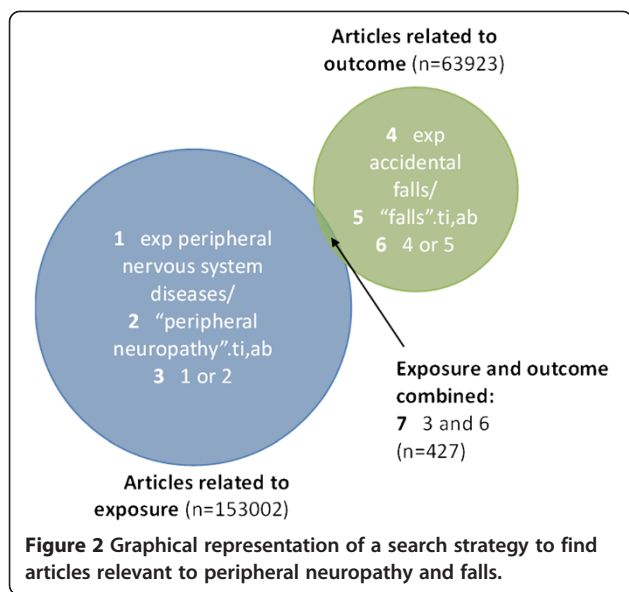 Articles related to
outcome (n=63923)
4 exp
accidental
falls/
5 “falls”.ti,ab
6 4 or 5
1 exp peripheral
nervous system
diseases/
2 “peripheral
neuropathy”.ti,ab
3 1 or 2
Exposure and outcome
combined:
7 3 and 6
(n=427)
Articles related to
exposure (n=153002)
Figure 2 Graphical representation of a search strategy to find
articles relevant to peripheral neuropathy and falls.